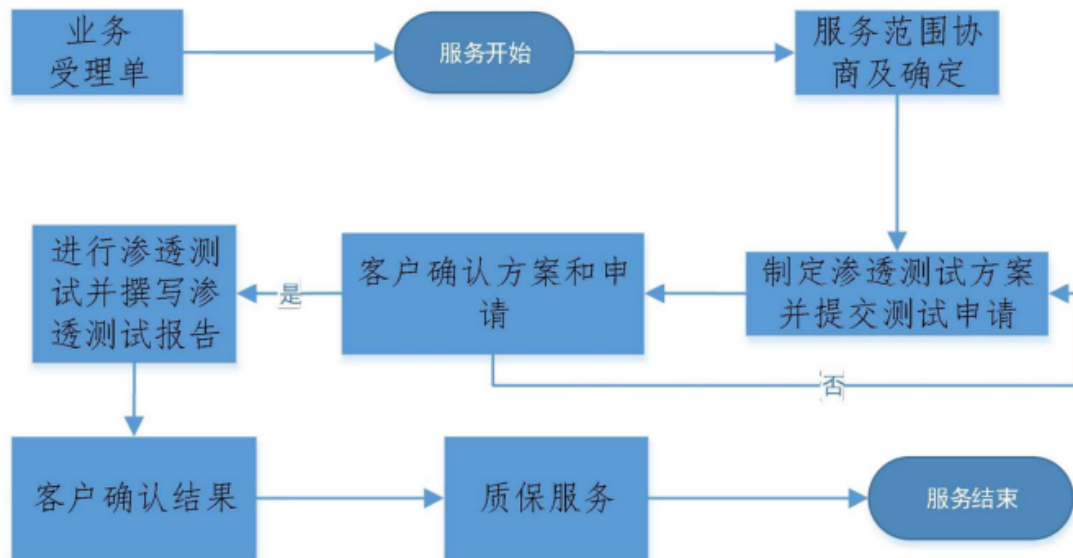 业务
受理单
服务开始
服务范围协
商及确定
进行渗透测
试并撰写渗
透测试报告
是
客户确认方案和申
请
制定渗透测试方案
并提交测试申请
否
客户确认结果
质保服务
服务结束